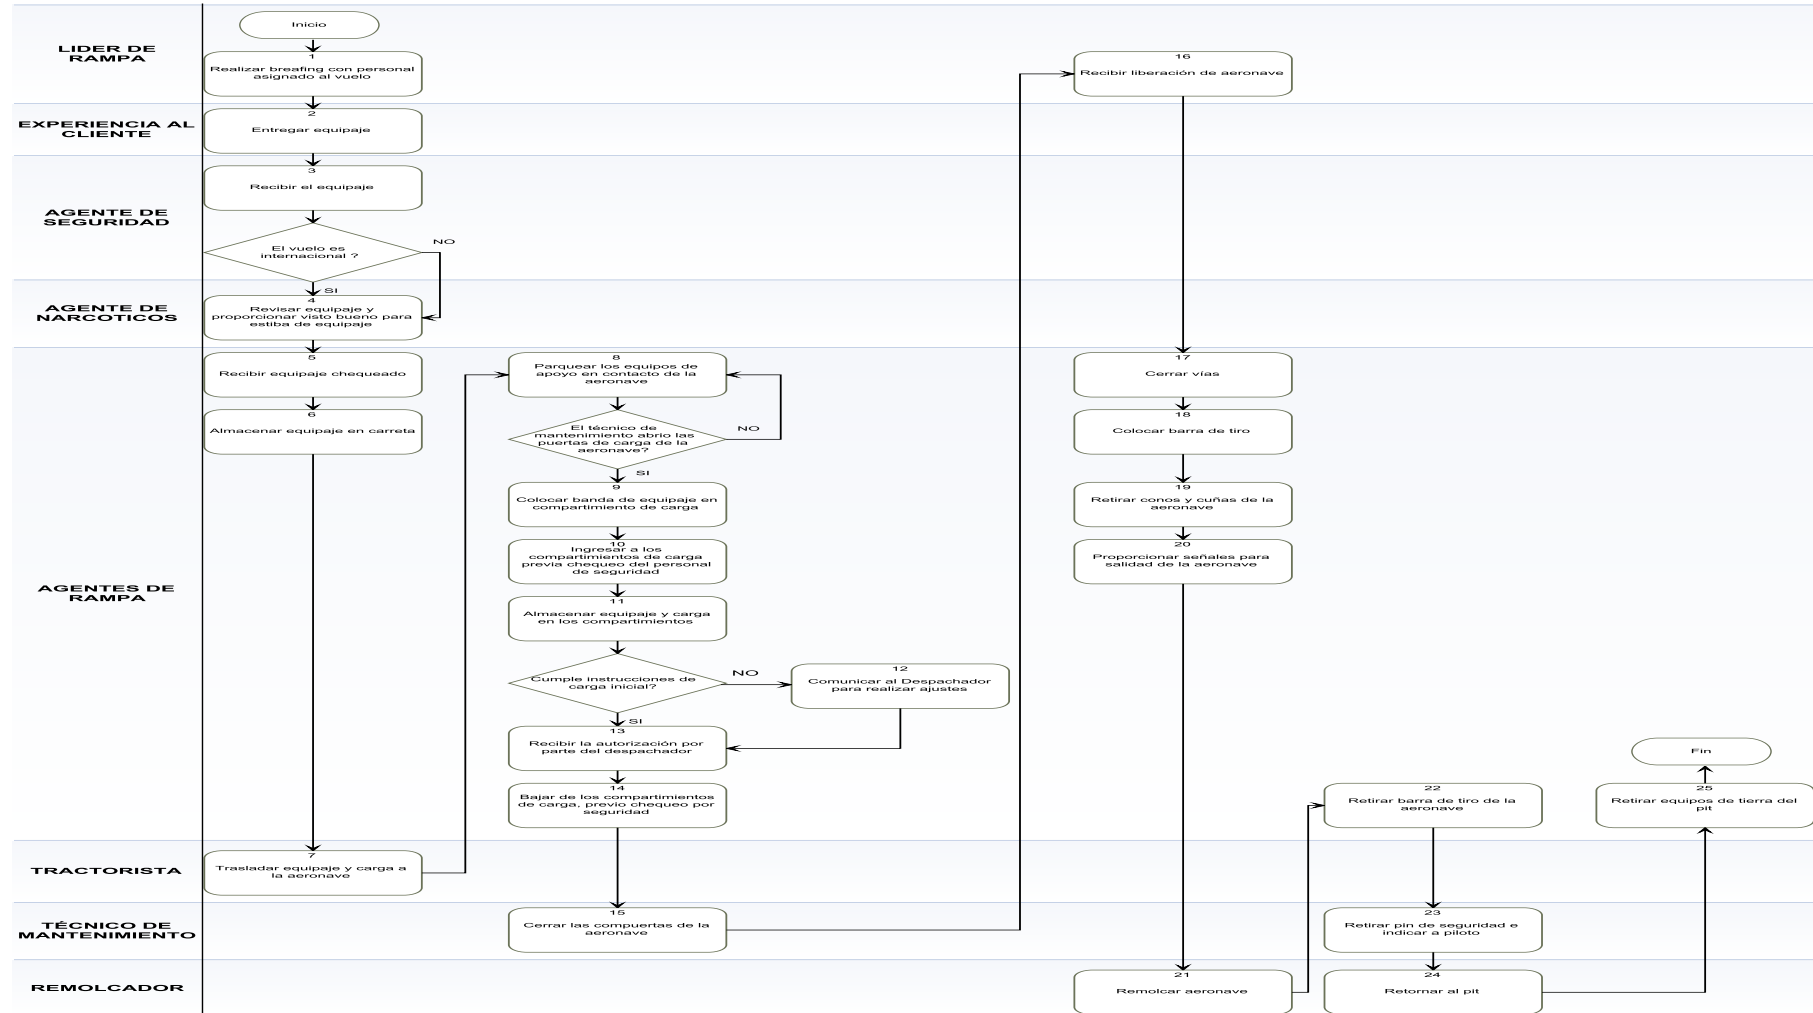 LIDER DE
RAMPA
Inicio
1
Realizar breafing con personal
asignado al vuelo
16
Recibir liberación de aeronave
EXPERIENCIA AL
CLIENTE
2
Entregar equipaje
AGENTE DE
SEGURIDAD
3
Recibir el equipaje
El vuelo es
internacional ?
NO
SI
AGENTE DE
NARCOTICOS
4
Revisar equipaje y
proporcionar visto bueno para
estiba de equipaje
AGENTES DE
RAMPA
5
Recibir equipaje chequeado
6
Almacenar equipaje en carreta
8
Parquear los equipos de
apoyo en contacto de la
aeronave
El técnico de
mantenimiento abrio las
puertas de carga de la
aeronave?
NO
SI
9
Colocar banda de equipaje en
compartimiento de carga
10
Ingresar a los
compartimientos de carga
previa chequeo del personal
de seguridad
11
Almacenar equipaje y carga
en los compartimientos
Cumple instrucciones de
carga inicial?
NO
12
Comunicar al Despachador
para realizar ajustes
SI
13
Recibir la autorización por
parte del despachador
14
Bajar de los compartimientos
de carga, previo chequeo por
seguridad
17
Cerrar vías
18
Colocar barra de tiro
19
Retirar conos y cuñas de la
aeronave
20
Proporcionar señales para
salidad de la aeronave
22
Retirar barra de tiro de la
aeronave
Fin
25
Retirar equipos de tierra del
pit
TRACTORISTA
7
Trasladar equipaje y carga a
la aeronave
TÉCNICO DE
MANTENIMIENTO
15
Cerrar las compuertas de la
aeronave
23
Retirar pin de seguridad e
indicar a piloto
REMOLCADOR
21
Remolcar aeronave
24
Retornar al pit